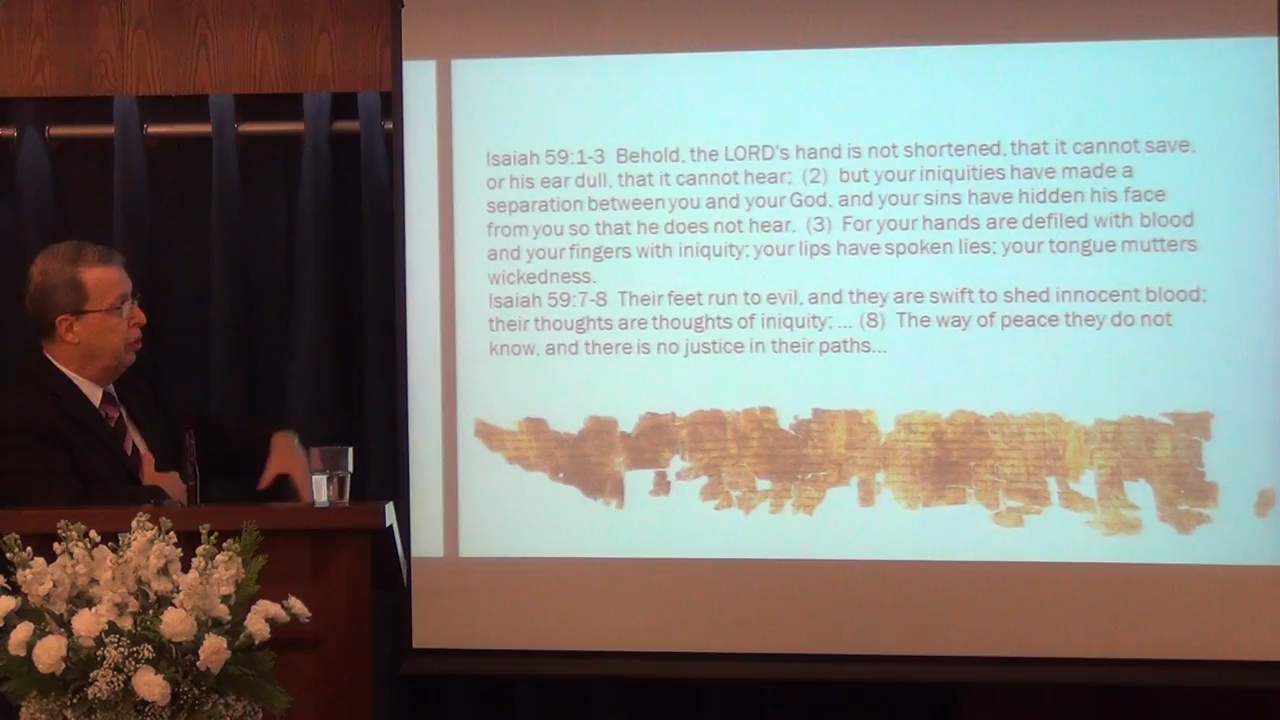 Isaiah 59:1-3 Behold, the LORD's hand is not shortened, that it cannot save,
or his ear dull, that it cannot hear; (2) but your iniquities have made a
separation between you and your God, and your sins have hidden his face
from you so that he does not hear. (3) For your hands are defiled with blood
and your fingers with iniquity; your lips have spoken lies; your tongue mutters
wickedness.
Isaiah 59:7-8 Their feet run to evil, and they are swift to shed innocent blood;
their thoughts are thoughts of iniquity; ... (8) The way of peace they do not
know, and there is no justice in their paths...